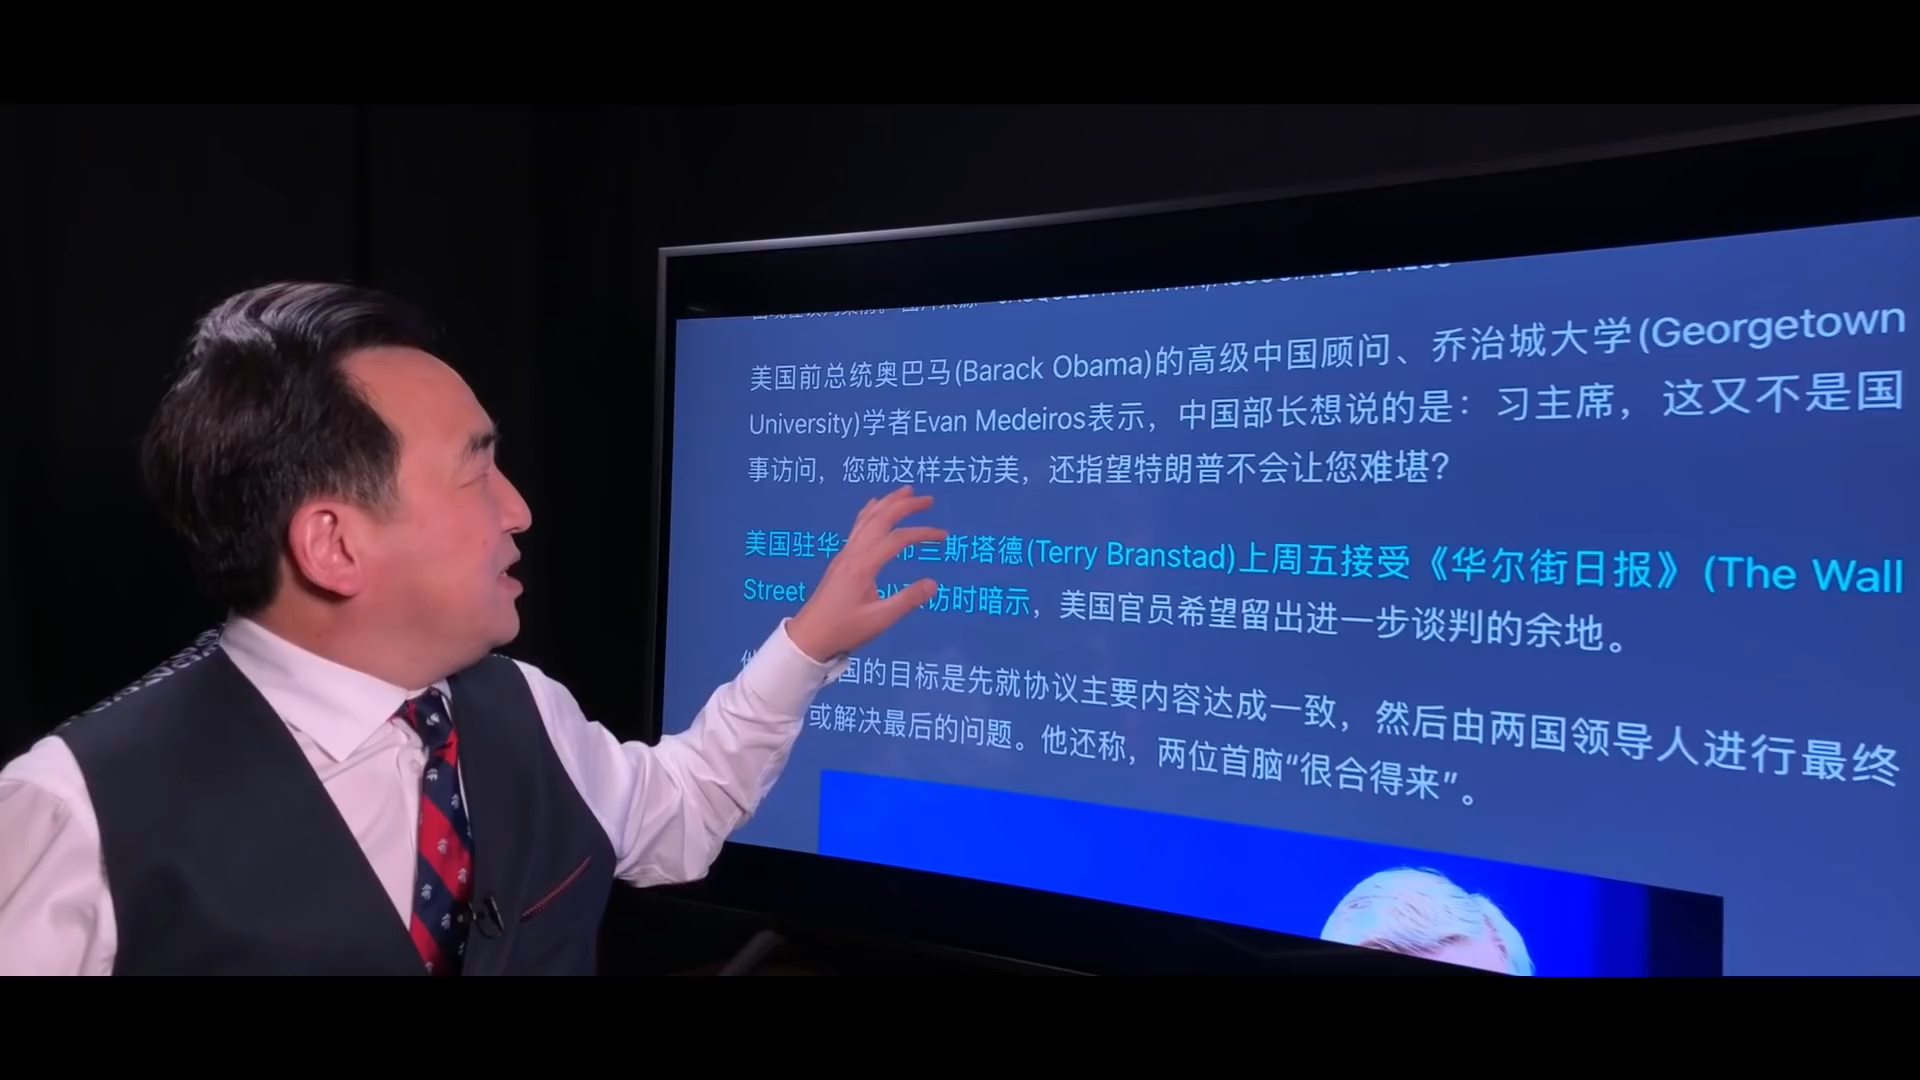 美国前总统奥巴马(Barack Obama)的高级中国顾问、乔治城大学(Georgetown
University)学者Evan Medeiros表示，中国部长想说的是：习主席，这又不是国
事访问，您就这样去访美，还指望特朗普不会让您难堪？
美国驻华 兰斯塔德(Terry Branstad)上周五接受《华尔街日报》(The Wall
Street 访时暗示，美国官员希望留出进一步谈判的余地。
国的目标是先就协议主要内容达成一致，然后由两国领导人进行最终
或解决最后的问题。他还称，两位首脑“很合得来”。